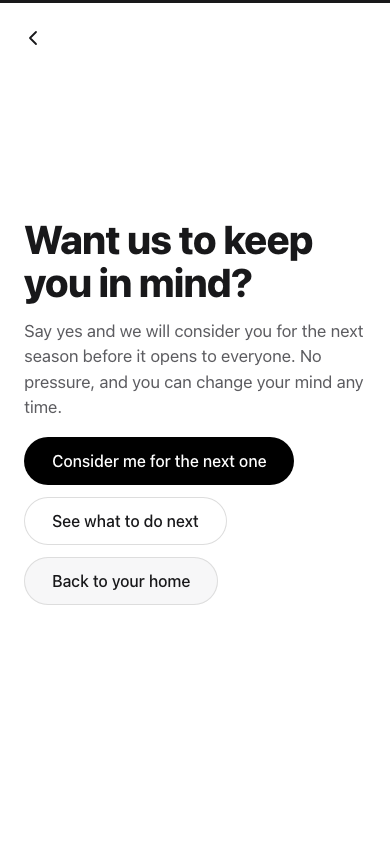 Want us to keep
you in mind?
Say yes and we will consider you for the next
season before it opens to everyone. No
pressure, and you can change your mind any
time.
Consider me for the next one
See what to do next
Back to your home